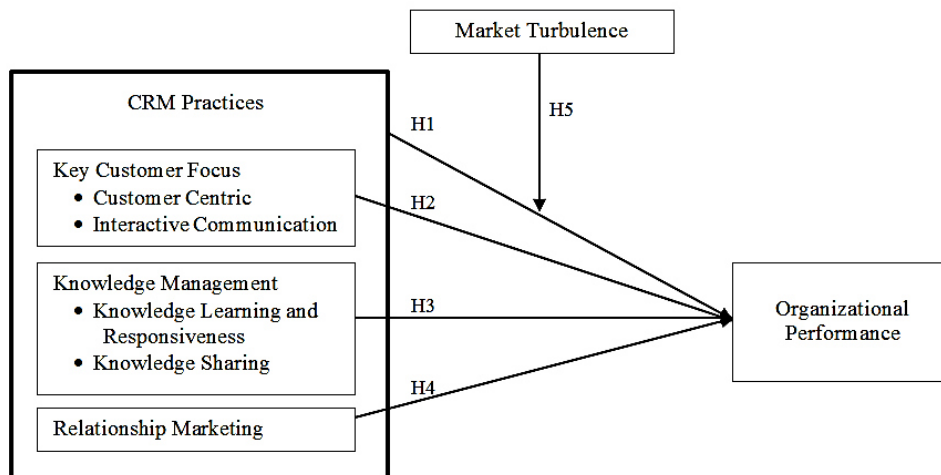 Market Turbulence
CRM Practices
H1
H5
Key Customer Focus
• Customer Centric
• Interactive Communication
H2
Knowledge Management
• Knowledge Learning and
Responsiveness
• Knowledge Sharing
H3
Organizational
Performance
H4
Relationship Marketing